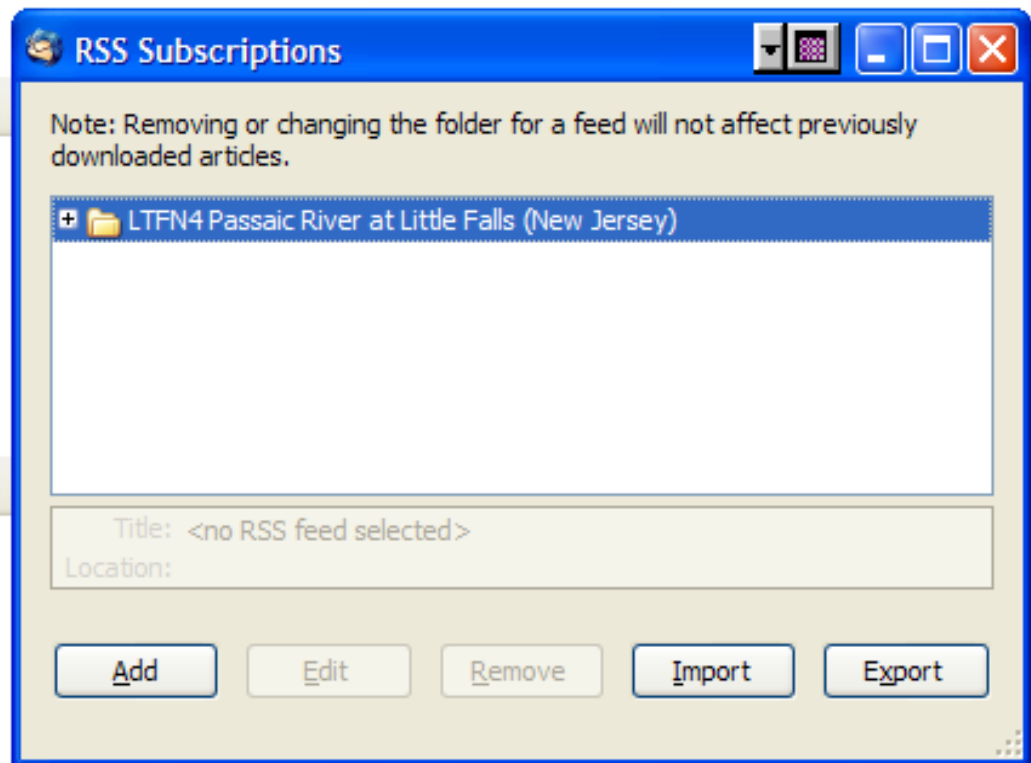 RSS Subscriptions
Note: Removing or changing the folder for a feed will not affect previously
downloaded articles.
LTFN4 Passaic River at Little Falls (New Jersey)
Title: <no RSS feed selected>
Location:
Add Edit Remove Import Export